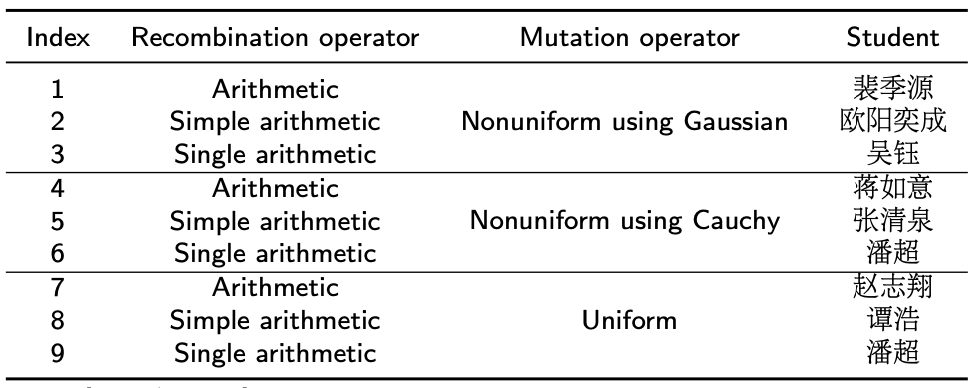 Index Recombination operator Mutation operator Student
1 Arithmetic 裴季源
2 Simple arithmetic Nonuniform using Gaussian 欧阳奕成
3 Single arithmetic 吴钰
4 Arithmetic 蒋如意
5 Simple arithmetic Nonuniform using Cauchy 张清泉
6 Single arithmetic 潘超
7 Arithmetic 赵志翔
8 Simple arithmetic Uniform 谭浩
9 Single arithmetic 潘超